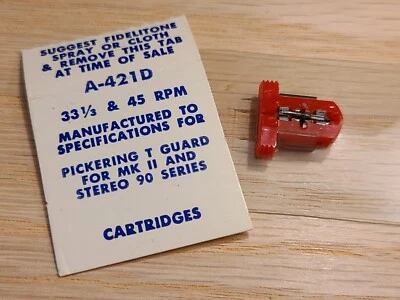 SUGGEST FIDELITONE
SPRAY OR CLOTH
& REMOVE THIS TAB
AT TIME OF SALE
A-421D
33⅓ & 45 RPM
MANUFACTURED TO
SPECIFICATIONS FOR
PICKERING T GUARD
FOR MK II AND
STEREO 90 SERIES
CARTRIDGES